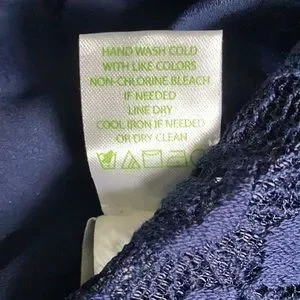 HAND WASH COLD
WITH LIKE COLORS
NON-CHLORINE BLEACH
IF NEEDED
LINE DRY
COOL IRON IF NEEDED
OR DRY CLEAN